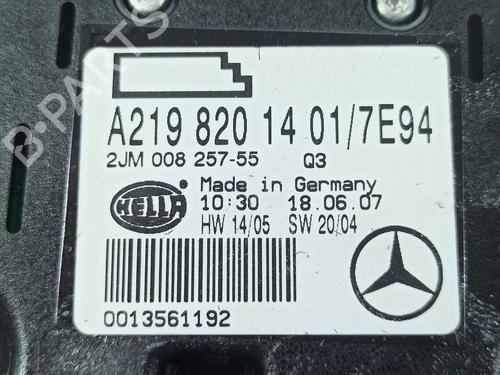 B-PARTS
A219 820 14 01/7E94
2JM 008 257-55 Q3
Made in Germany
HELLA
10:30 18.06.07
HW 14/05 SW 20/04
0013561192